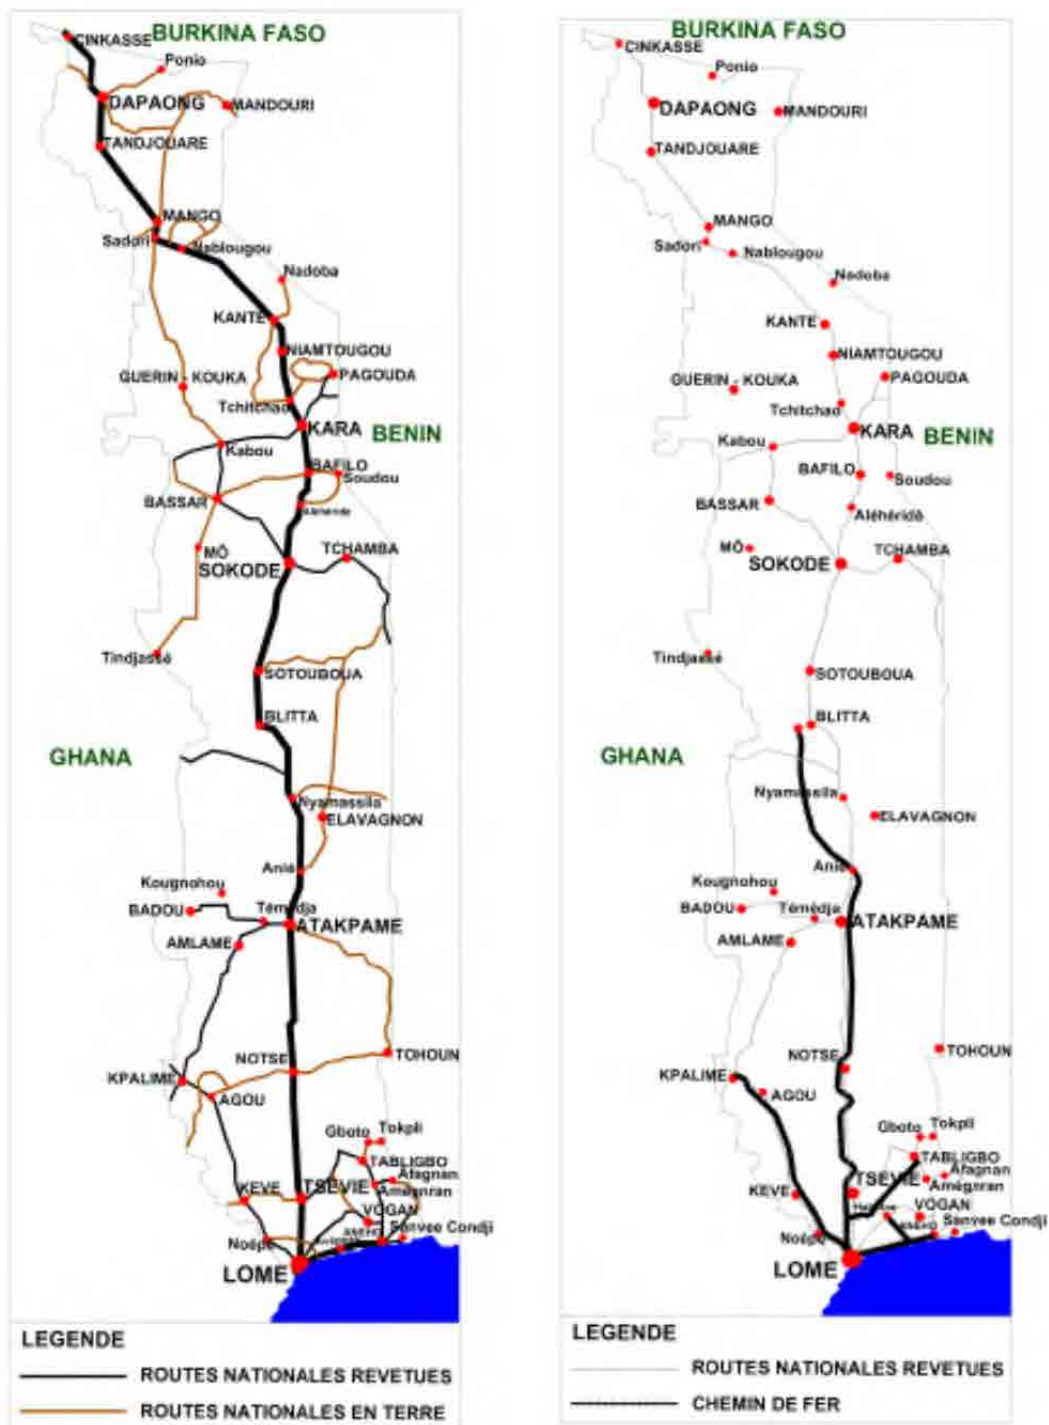 BURKINA FASO
CINKASSE
Ponio
DAPAONG
MANDOURI
TANDJOUARE
MANGO
Sadori
Nablougou
Nadoba
KANTE
NIAMTOUGOU
GUERIN - KOUKA
PAGOUDA
Tchitchao
KARA
BENIN
Kabou
BAFILO
Soudou
BASSAR
MÔ
TCHAMBA
SOKODE
Tindjassé
SOTOUBOUA
BLITTA
GHANA
Nyamassila
ELAVAGNON
Anié
Kougnohou
BADOU
Témédja
ATAKPAME
AMLAME
NOTSE
TOHOUN
KPALIME
AGOU
Gboto
Tokpli
TABLIGBO
Afagnan
KEVE
TSEVIE
Amégnran
VOGAN
ANEHO
Sanvee Condji
Noépé
LOME
LEGENDE
ROUTES NATIONALES REVETUES
ROUTES NATIONALES EN TERRE
BURKINA FASO
CINKASSE
Ponio
DAPAONG
MANDOURI
TANDJOUARE
MANGO
Sadori
Nablougou
Nadoba
KANTE
NIAMTOUGOU
GUERIN - KOUKA
PAGOUDA
Tchitchao
KARA
BENIN
Kabou
BAFILO
Soudou
BASSAR
Aléhéridè
MÔ
TCHAMBA
SOKODE
Tindjassé
SOTOUBOUA
BLITTA
GHANA
Nyamassila
ELAVAGNON
Anié
Kougnohou
BADOU
Témédja
ATAKPAME
AMLAME
NOTSE
TOHOUN
KPALIME
AGOU
Gboto
Tokpli
TABLIGBO
Afagnan
KEVE
TSEVIE
Amégnran
VOGAN
ANEHO
Sanvee Condji
Noépé
LOME
LEGENDE
ROUTES NATIONALES REVETUES
CHEMIN DE FER